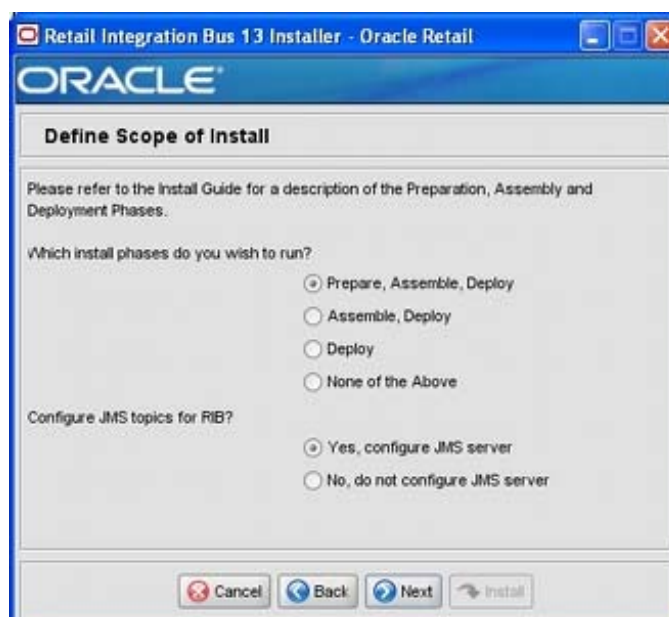 Retail Integration Bus 13 Installer - Oracle Retail
ORACLE
Define Scope of Install
Please refer to the Install Guide for a description of the Preparation, Assembly and
Deployment Phases.
Which install phases do you wish to run?
Prepare, Assemble, Deploy
Assemble, Deploy
Deploy
None of the Above
Configure JMS topics for RIB?
Yes, configure JMS server
No, do not configure JMS server
Cancel Back Next Install